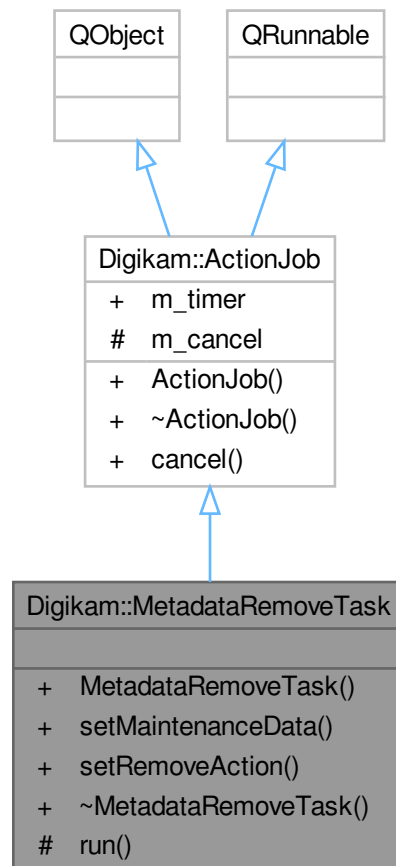 QObject
QRunnable
Digikam::ActionJob
+ m_timer
# m_cancel
+ ActionJob()
+ ~ActionJob()
+ cancel()
Digikam::MetadataRemoveTask
+ MetadataRemoveTask()
+ setMaintenanceData()
+ setRemoveAction()
+ ~MetadataRemoveTask()
# run()